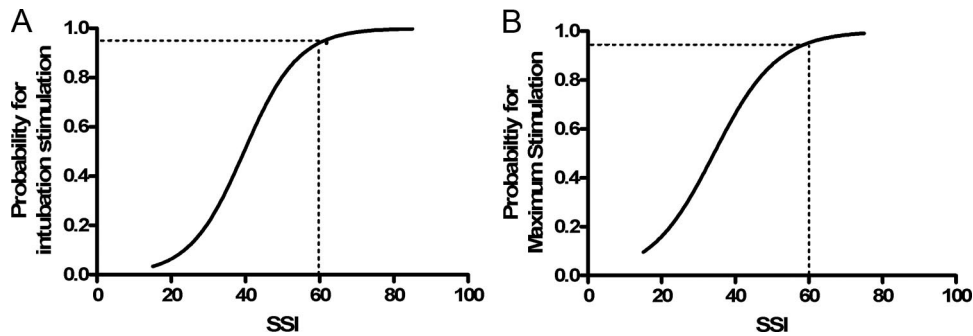 A
Probability for
intubation stimulation
1.0
0.8
0.6
0.4
0.2
0.0
0 20 40 60 80 100
SSI
B
Probabiltiy for
Maximum Stimulation
1.0
0.8
0.6
0.4
0.2
0.0
0 20 40 60 80 100
SSI